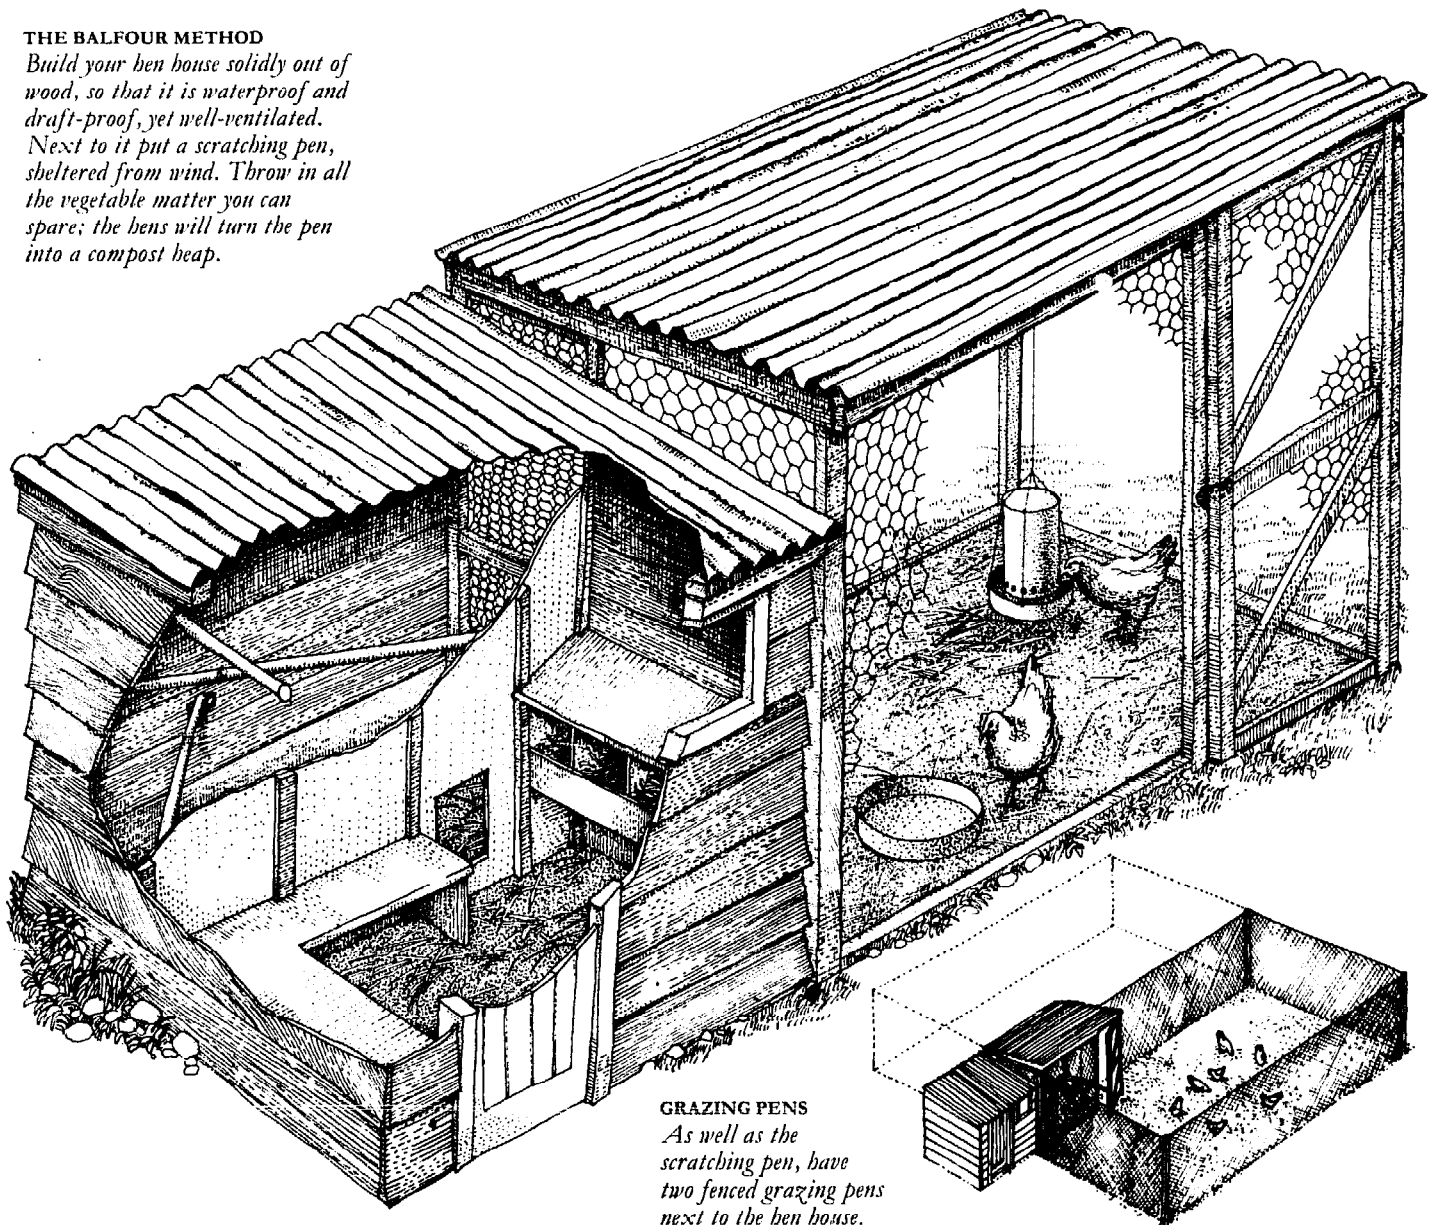 THE BALFOUR METHOD
Build your hen house solidly out of
wood, so that it is waterproof and
draft-proof, yet well-ventilated.
Next to it put a scratching pen,
sheltered from wind. Throw in all
the vegetable matter you can
spare; the hens will turn the pen
into a compost heap.
GRAZING PENS
As well as the
scratching pen, have
two fenced grazing pens
next to the hen house.